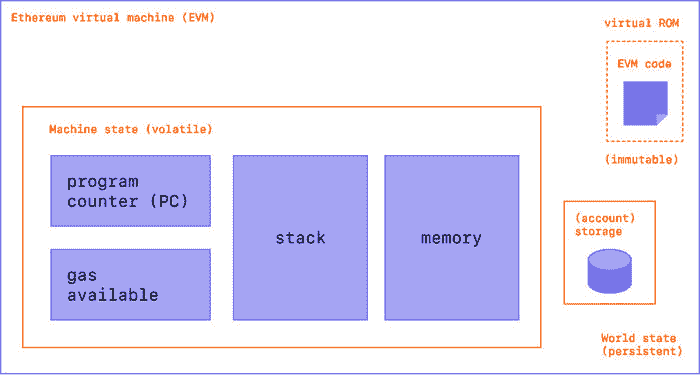 Ethereum virtual machine (EVM)
virtual ROM
EVM code
(immutable)
Machine state (volatile)
program
counter (PC)
gas
available
stack
memory
(account)
storage
World state
(persistent)